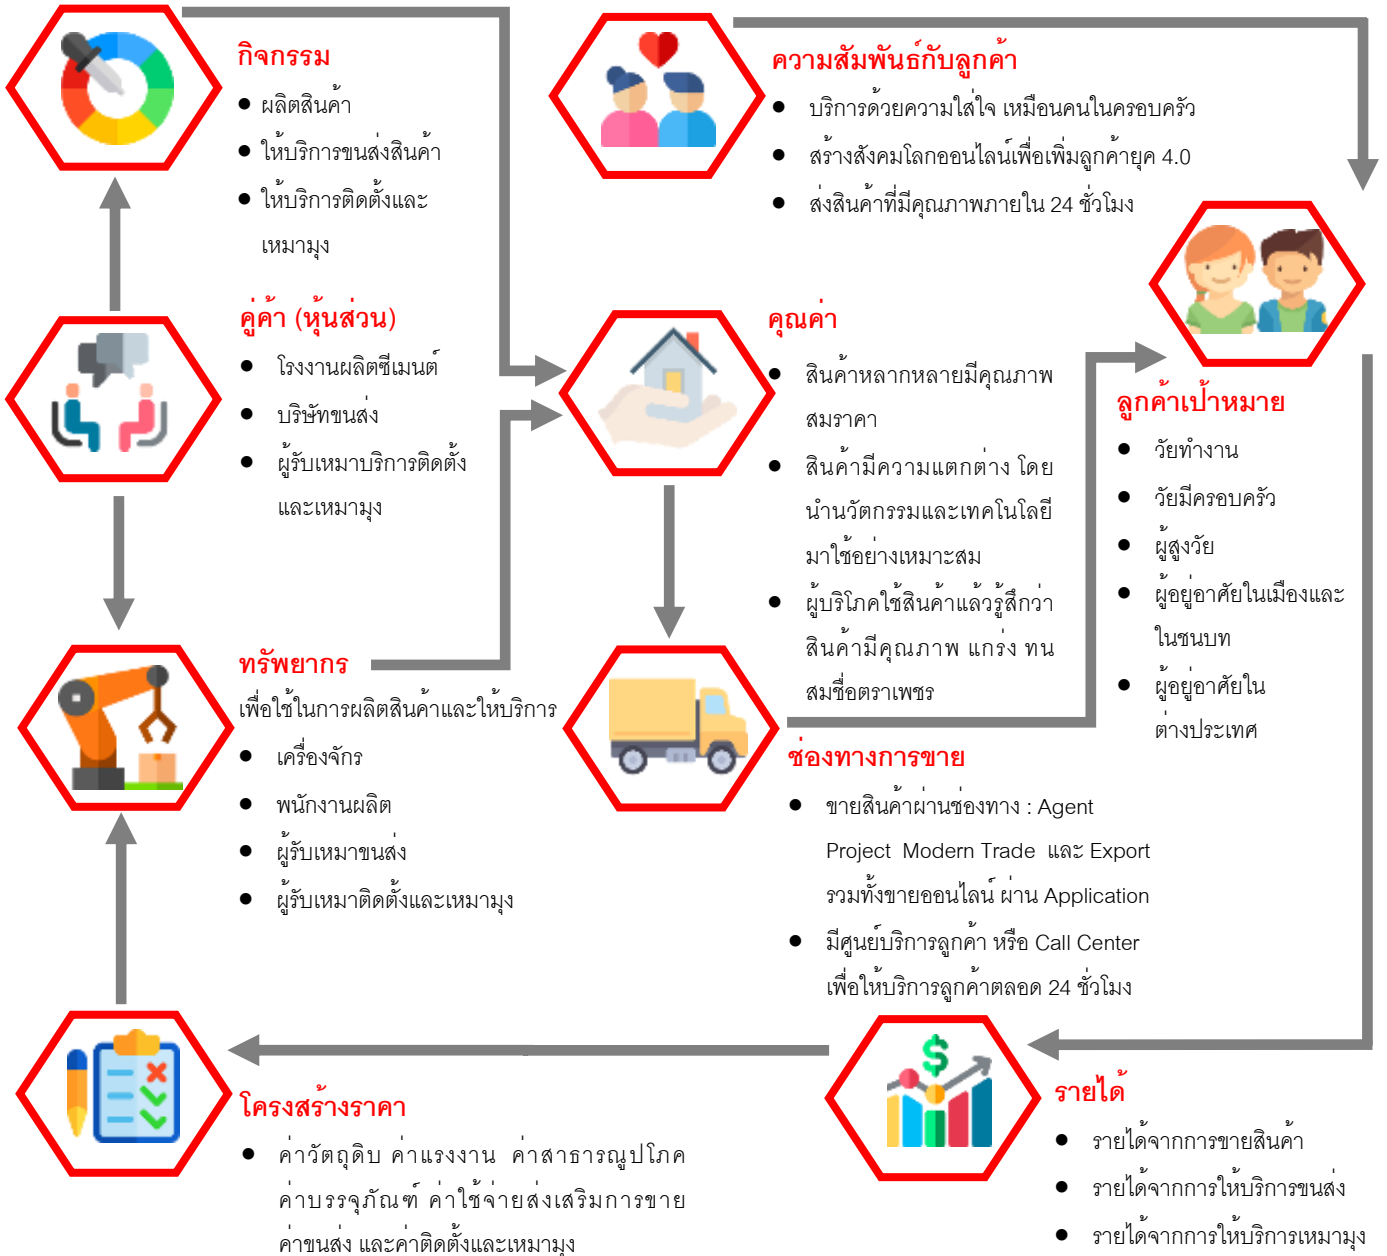 กิจกรรม
● ผลิตสินค้า
● ให้บริการขนส่งสินค้า
● ให้บริการติดตั้งและ
เหมามุง
ความสัมพันธ์กับลูกค้า
● บริการด้วยความใส่ใจ เหมือนคนในครอบครัว
● สร้างสังคมโลกออนไลน์เพื่อเพิ่มลูกค้ายุค 4.0
● ส่งสินค้าที่มีคุณภาพภายใน 24 ชั่วโมง
คู่ค้า (หุ้นส่วน)
● โรงงานผลิตซีเมนต์
● บริษัทขนส่ง
● ผู้รับเหมาบริการติดตั้ง
และเหมามุง
คุณค่า
● สินค้าหลากหลายมีคุณภาพ
สมราคา
● สินค้ามีความแตกต่าง โดย
นำนวัตกรรมและเทคโนโลยี
มาใช้อย่างเหมาะสม
● ผู้บริโภคใช้สินค้าแล้วรู้สึกว่า
สินค้ามีคุณภาพ แกร่ง ทน
สมชื่อตราเพชร
ลูกค้าเป้าหมาย
● วัยทำงาน
● วัยมีครอบครัว
● ผู้สูงวัย
● ผู้อยู่อาศัยในเมืองและ
ในชนบท
● ผู้อยู่อาศัยใน
ต่างประเทศ
ทรัพยากร
เพื่อใช้ในการผลิตสินค้าและให้บริการ
● เครื่องจักร
● พนักงานผลิต
● ผู้รับเหมาขนส่ง
● ผู้รับเหมาติดตั้งและเหมามุง
ช่องทางการขาย
● ขายสินค้าผ่านช่องทาง : Agent
Project Modern Trade และ Export
รวมทั้งขายออนไลน์ ผ่าน Application
● มีศูนย์บริการลูกค้า หรือ Call Center
เพื่อให้บริการลูกค้าตลอด 24 ชั่วโมง
โครงสร้างราคา
● ค่าวัตถุดิบ ค่าแรงงาน ค่าสาธารณูปโภค
ค่าบรรจุภัณฑ์ ค่าใช้จ่ายส่งเสริมการขาย
ค่าขนส่ง และค่าติดตั้งและเหมามุง
รายได้
● รายได้จากการขายสินค้า
● รายได้จากการให้บริการขนส่ง
● รายได้จากการให้บริการเหมามุง